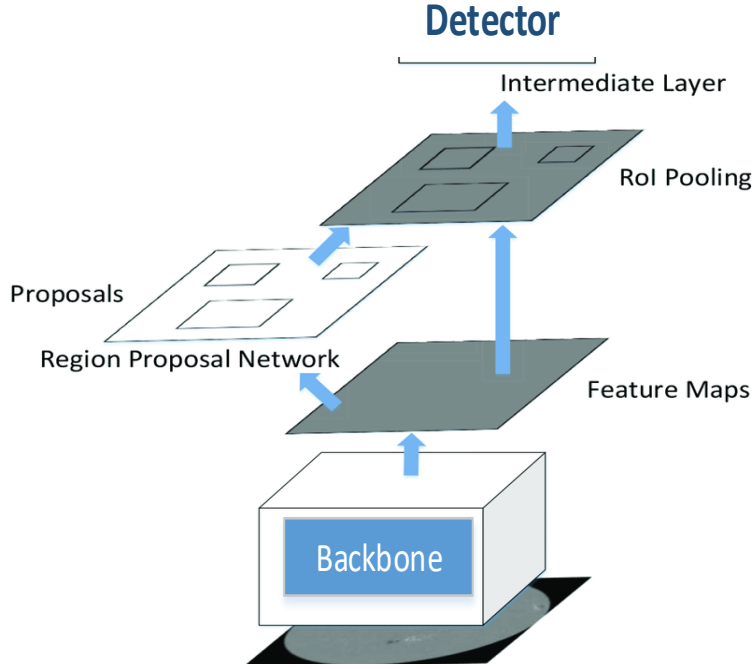 Detector
Intermediate Layer
RoI Pooling
Proposals
Region Proposal Network
Feature Maps
Backbone